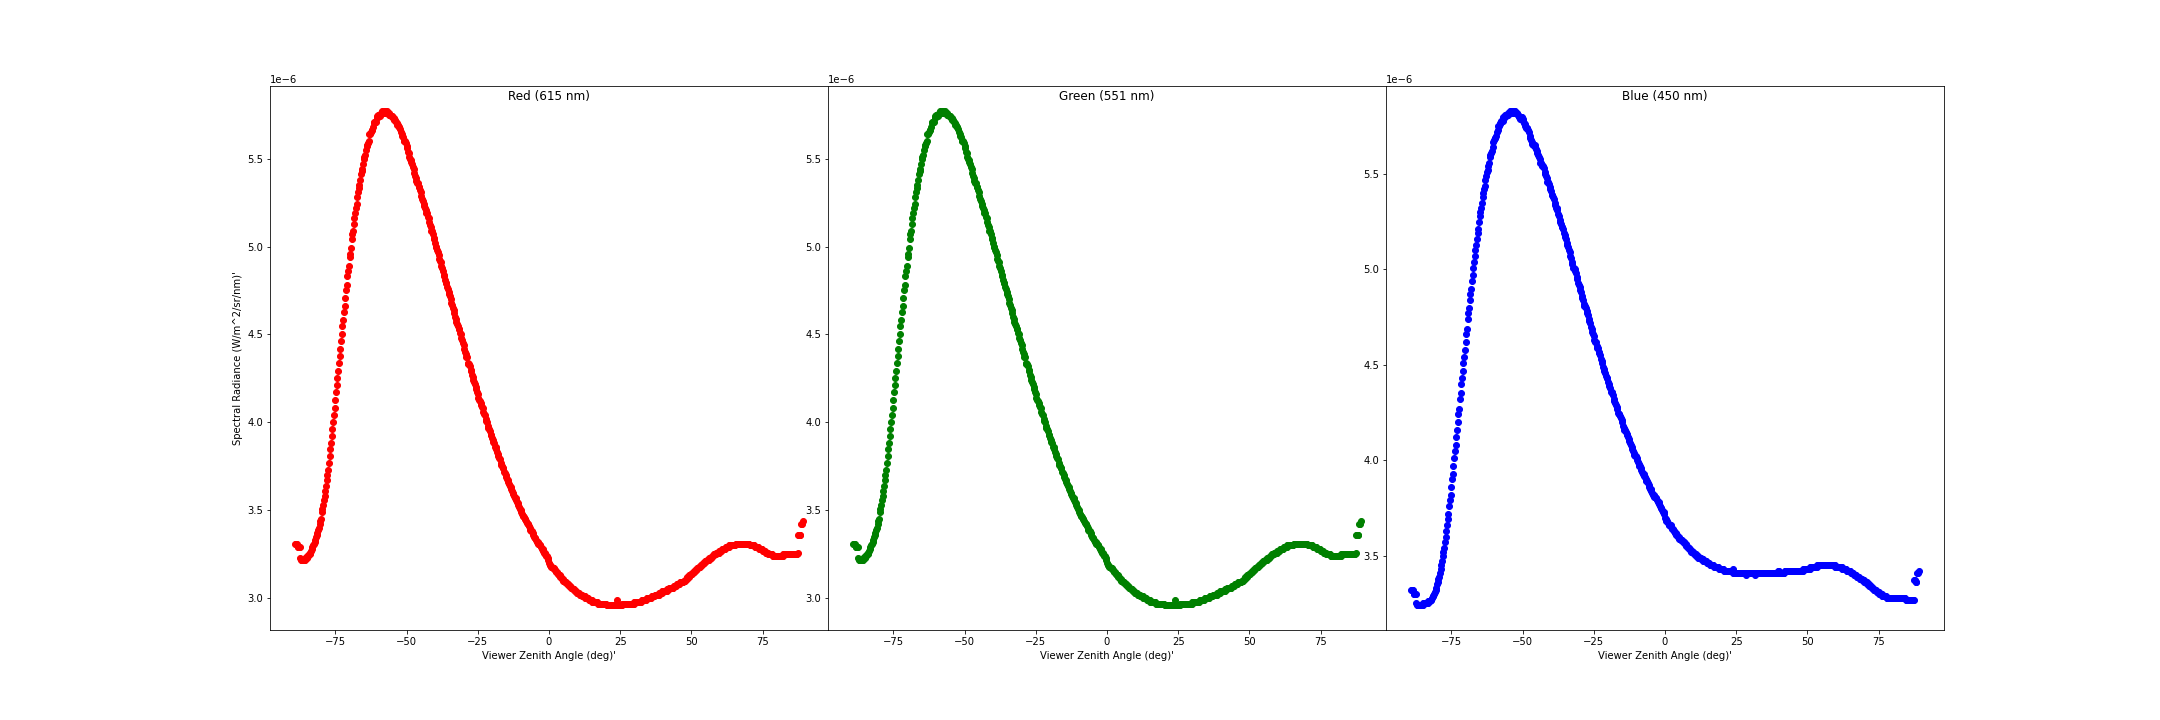 1e−6
1e−6
1e−6
Red (615 nm)
Green (551 nm)
Blue (450 nm)
Spectral Radiance (W/m^2/sr/nm)'
5.5
5.0
4.5
4.0
3.5
3.0
−75 −50 −25 0 25 50 75
Viewer Zenith Angle (deg)'
5.5
5.0
4.5
4.0
3.5
3.0
−75 −50 −25 0 25 50 75
Viewer Zenith Angle (deg)'
5.5
5.0
4.5
4.0
3.5
−75 −50 −25 0 25 50 75
Viewer Zenith Angle (deg)'